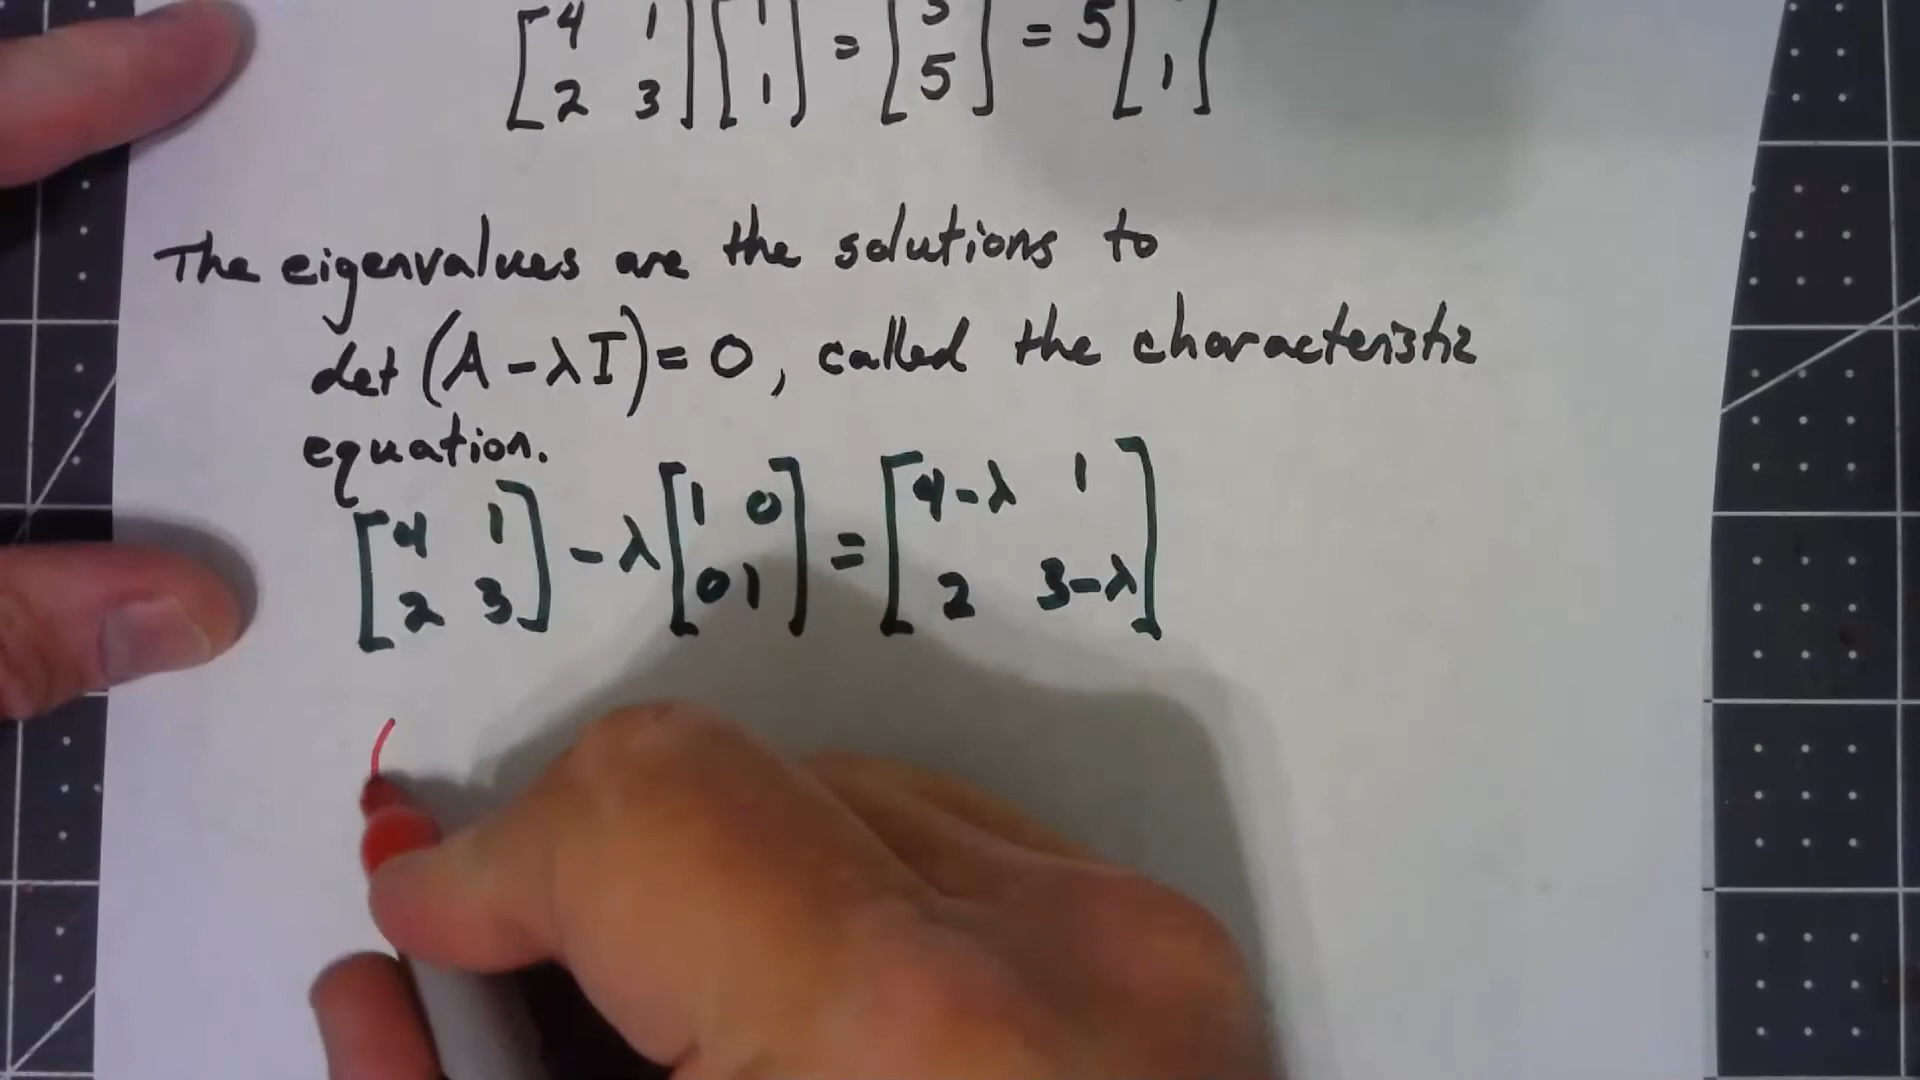 [4 1 2 3] [1 1] = [5 5] = 5 [1 1]
The eigenvalues are the solutions to
det (A - λI) = 0, called the characteristic
equation.
[4 1 2 3] - λ [1 0 0 1] = [4-λ 1 2 3-λ]